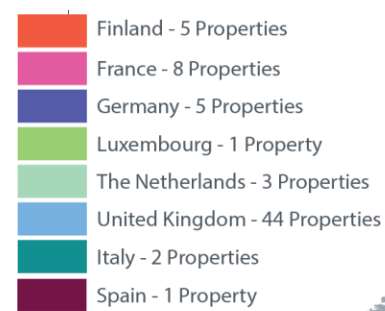 Finland - 5 Properties
France - 8 Properties
Germany - 5 Properties
Luxembourg - 1 Property
The Netherlands - 3 Properties
United Kingdom - 44 Properties
Italy - 2 Properties
Spain - 1 Property